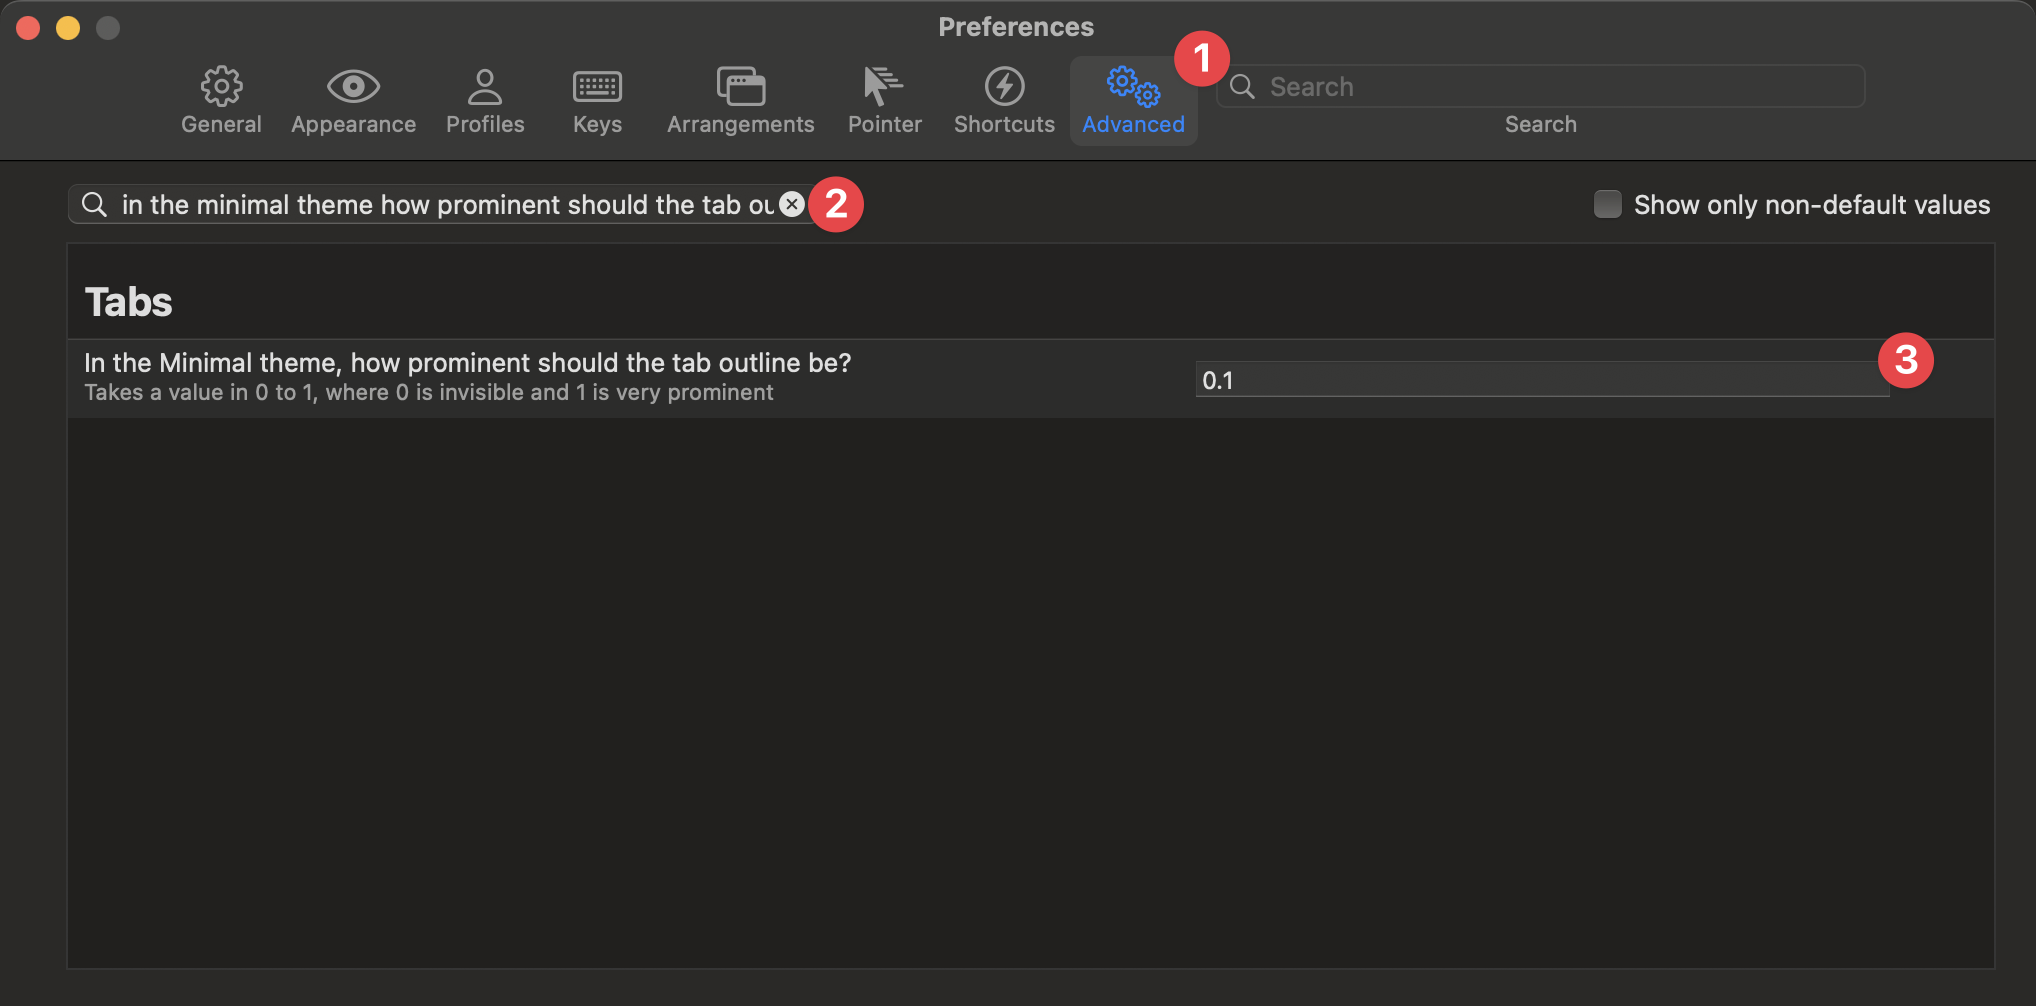 Preferences
1
Search
General
Appearance
Profiles
Keys
Arrangements
Pointer
Shortcuts
Advanced
Search
in the minimal theme how prominent should the tab ou
2
Show only non-default values
Tabs
In the Minimal theme, how prominent should the tab outline be?
Takes a value in 0 to 1, where 0 is invisible and 1 is very prominent
0.1
3